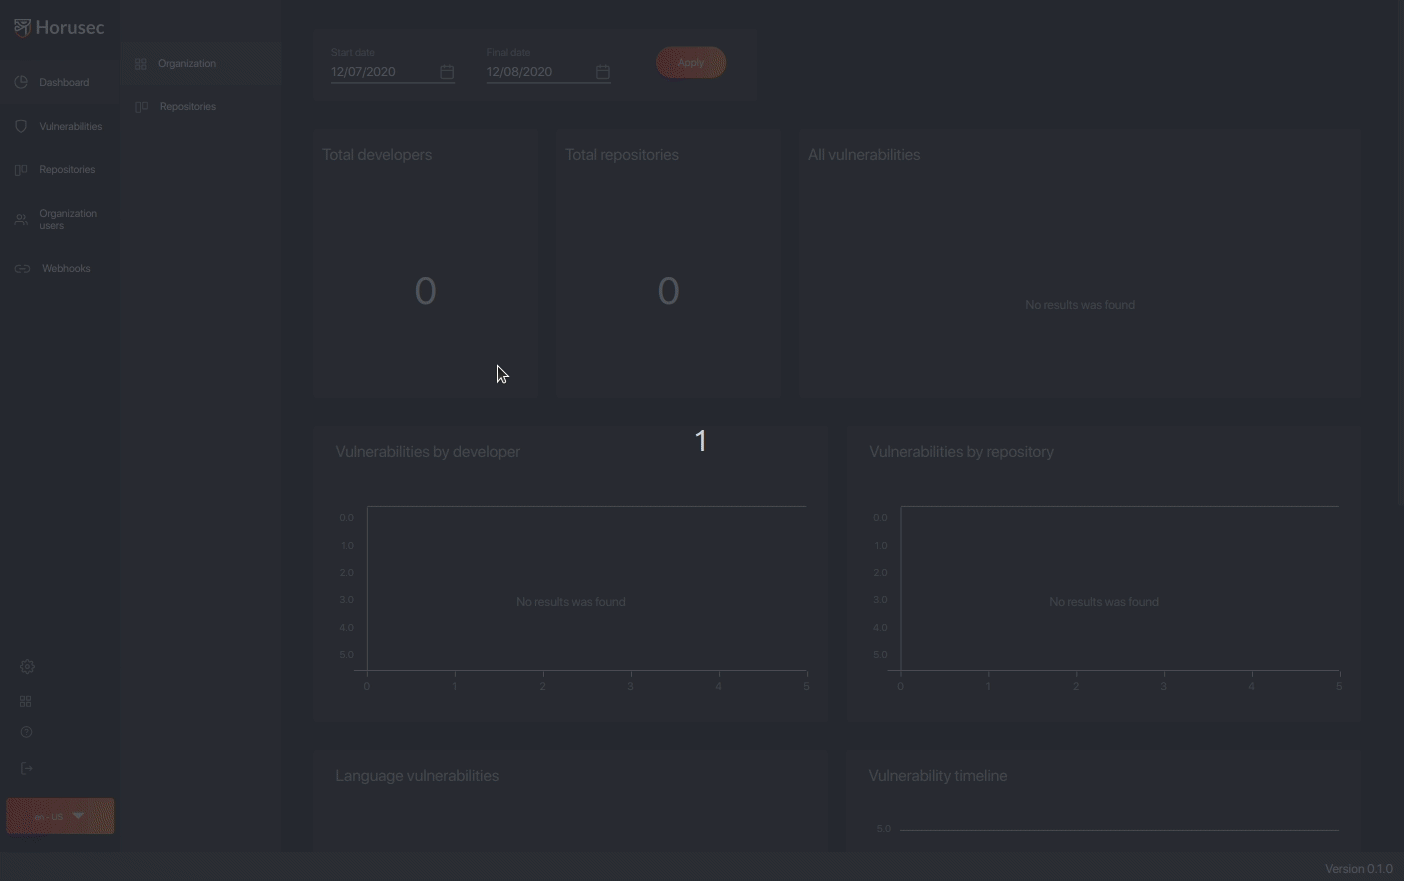 Horusec
Dashboard
Vulnerabilities
Repositories
Organization
users
Webhooks
en - US
Organization
Repositories
Start date
12/07/2020
Final date
12/08/2020
Apply
Total developers
0
Total repositories
0
All vulnerabilities
No results was found
1
Vulnerabilities by developer
0.0
1.0
2.0
3.0
4.0
5.0
No results was found
0 1 2 3 4 5
Vulnerabilities by repository
0.0
1.0
2.0
3.0
4.0
5.0
No results was found
0 1 2 3 4 5
Language vulnerabilities
Vulnerability timeline
5.0
Version 0.1.0